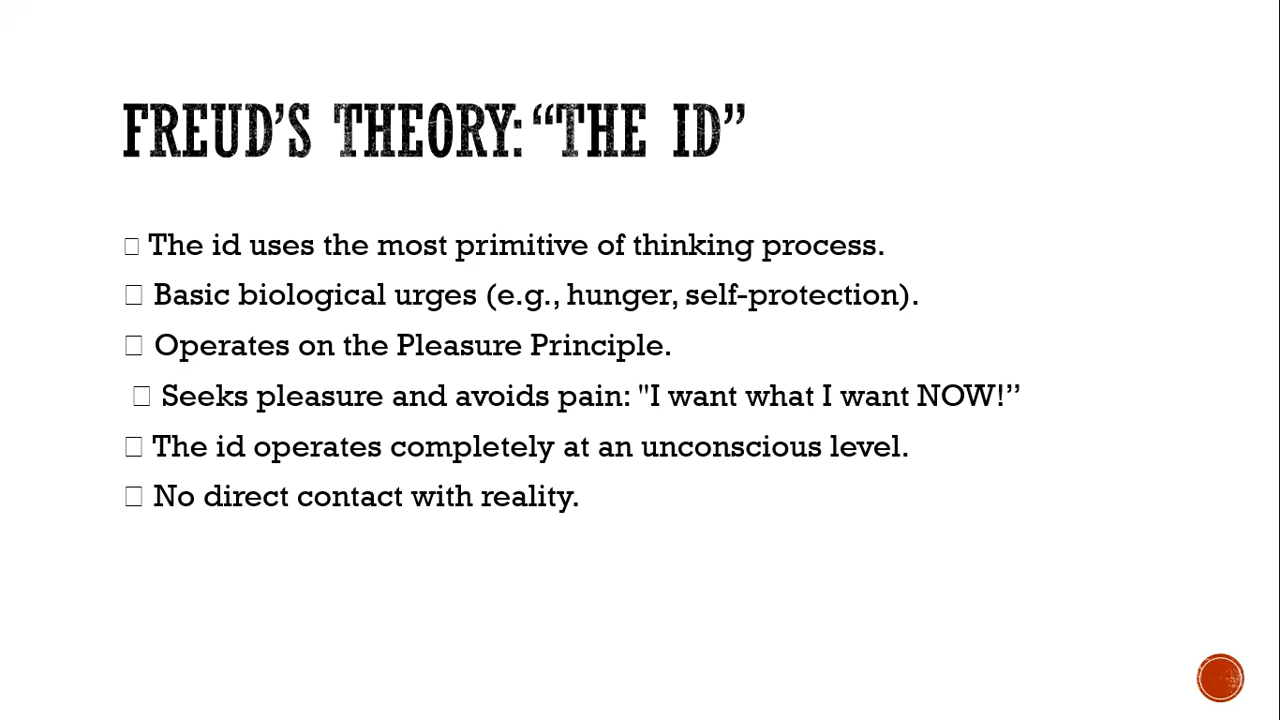 FREUD'S THEORY: “THE ID”
□ The id uses the most primitive of thinking process.
□ Basic biological urges (e.g., hunger, self-protection).
□ Operates on the Pleasure Principle.
□ Seeks pleasure and avoids pain: "I want what I want NOW!”
□ The id operates completely at an unconscious level.
□ No direct contact with reality.